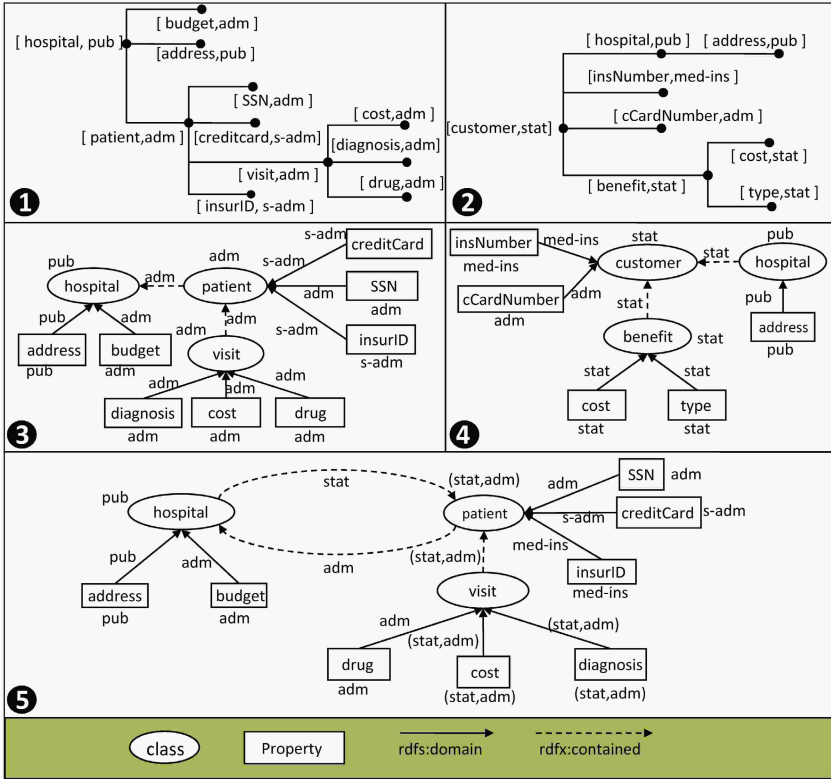 [ budget,adm ]
[ hospital, pub ]
[address,pub]
[ SSN,adm ]
[ cost,adm ]
[ patient,adm ]
[creditcard,s-adm]
[diagnosis,adm]
[ visit,adm ]
[ drug,adm ]
[ insurID, s-adm ]
1
[ hospital,pub ]
[ address,pub ]
[insNumber,med-ins ]
[ cCardNumber,adm ]
[customer,stat]
[ cost,stat ]
[ benefit,stat ]
[ type,stat ]
2
s-adm
creditCard
adm
s-adm
pub
hospital
adm
patient
adm
SSN
adm
pub
adm
adm
adm
s-adm
insurID
s-adm
address
pub
budget
adm
visit
adm
adm
adm
diagnosis
adm
cost
adm
drug
adm
3
insNumber
med-ins
med-ins
stat
customer
stat
pub
hospital
cCardNumber
adm
adm
stat
pub
address
pub
benefit
stat
stat
stat
cost
stat
type
stat
4
stat
(stat,adm)
adm
SSN
adm
pub
hospital
patient
s-adm
creditCard
s-adm
pub
adm
adm
(stat,adm)
med-ins
insurID
med-ins
address
pub
budget
adm
visit
adm
(stat,adm)
(stat,adm)
drug
adm
cost
(stat,adm)
diagnosis
(stat,adm)
5
class
Property
rdfs:domain
rdfx:contained